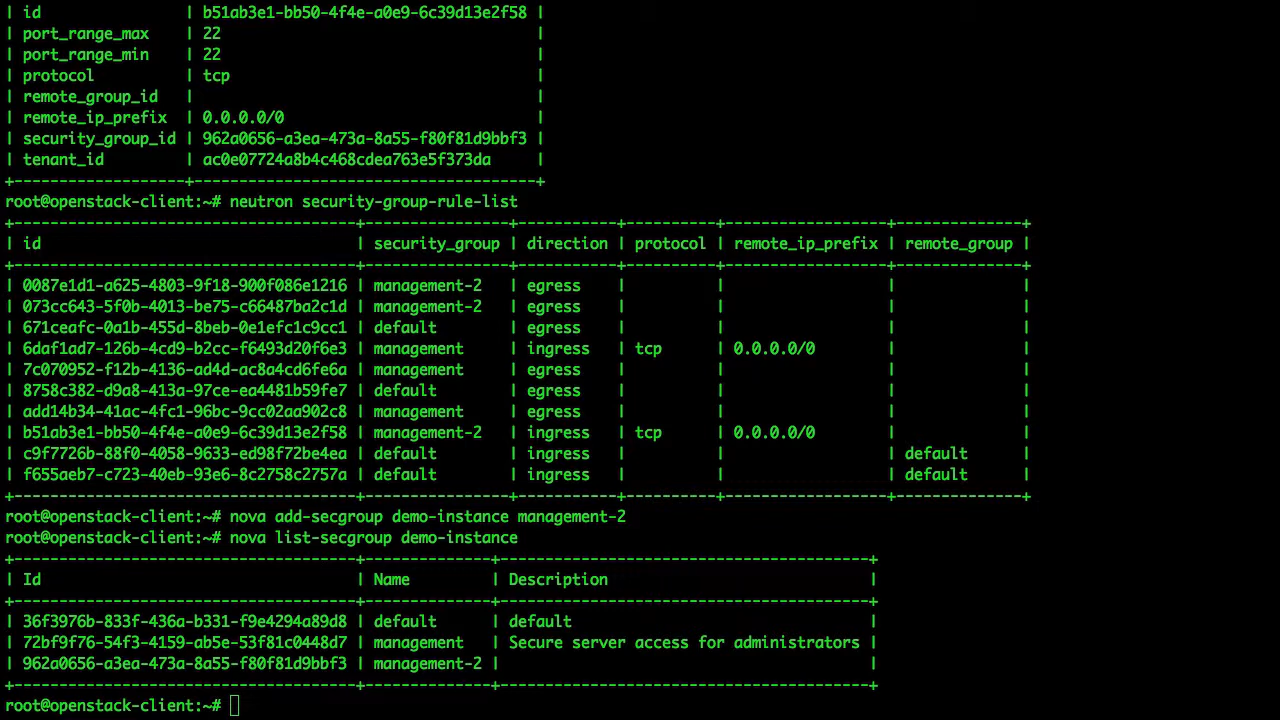 | id                | b51ab3e1-bb50-4f4e-a0e9-6c39d13e2f58 |
| port_range_max    | 22                                   |
| port_range_min    | 22                                   |
| protocol          | tcp                                  |
| remote_group_id   |                                      |
| remote_ip_prefix  | 0.0.0.0/0                            |
| security_group_id | 962a0656-a3ea-473a-8a55-f80f81d9bbf3 |
| tenant_id         | ac0e07724a8b4c468cdea763e5f373da     |
+-------------------+--------------------------------------+
root@openstack-client:~# neutron security-group-rule-list
+--------------------------------------+----------------+-----------+----------+------------------+--------------+
| id                                   | security_group | direction | protocol | remote_ip_prefix | remote_group |
+--------------------------------------+----------------+-----------+----------+------------------+--------------+
| 0087e1d1-a625-4803-9f18-900f086e1216 | management-2   | egress    |          |                  |              |
| 073cc643-5f0b-4013-be75-c66487ba2c1d | management-2   | egress    |          |                  |              |
| 671ceafc-0a1b-455d-8beb-0e1efc1c9cc1 | default        | egress    |          |                  |              |
| 6daf1ad7-126b-4cd9-b2cc-f6493d20f6e3 | management     | ingress   | tcp      | 0.0.0.0/0        |              |
| 7c070952-f12b-4136-ad4d-ac8a4cd6fe6a | management     | egress    |          |                  |              |
| 8758c382-d9a8-413a-97ce-ea4481b59fe7 | default        | egress    |          |                  |              |
| add14b34-41ac-4fc1-96bc-9cc02aa902c8 | management     | egress    |          |                  |              |
| b51ab3e1-bb50-4f4e-a0e9-6c39d13e2f58 | management-2   | ingress   | tcp      | 0.0.0.0/0        |              |
| c9f7726b-88f0-4058-9633-ed98f72be4ea | default        | ingress   |          |                  | default      |
| f655aeb7-c723-40eb-93e6-8c2758c2757a | default        | ingress   |          |                  | default      |
+--------------------------------------+----------------+-----------+----------+------------------+--------------+
root@openstack-client:~# nova add-secgroup demo-instance management-2
root@openstack-client:~# nova list-secgroup demo-instance
+--------------------------------------+--------------+----------------------------------------+
| Id                                   | Name         | Description                            |
+--------------------------------------+--------------+----------------------------------------+
| 36f3976b-833f-436a-b331-f9e4294a89d8 | default      | default                                |
| 72bf9f76-54f3-4159-ab5e-53f81c0448d7 | management   | Secure server access for administrators |
| 962a0656-a3ea-473a-8a55-f80f81d9bbf3 | management-2 |                                        |
+--------------------------------------+--------------+----------------------------------------+
root@openstack-client:~#